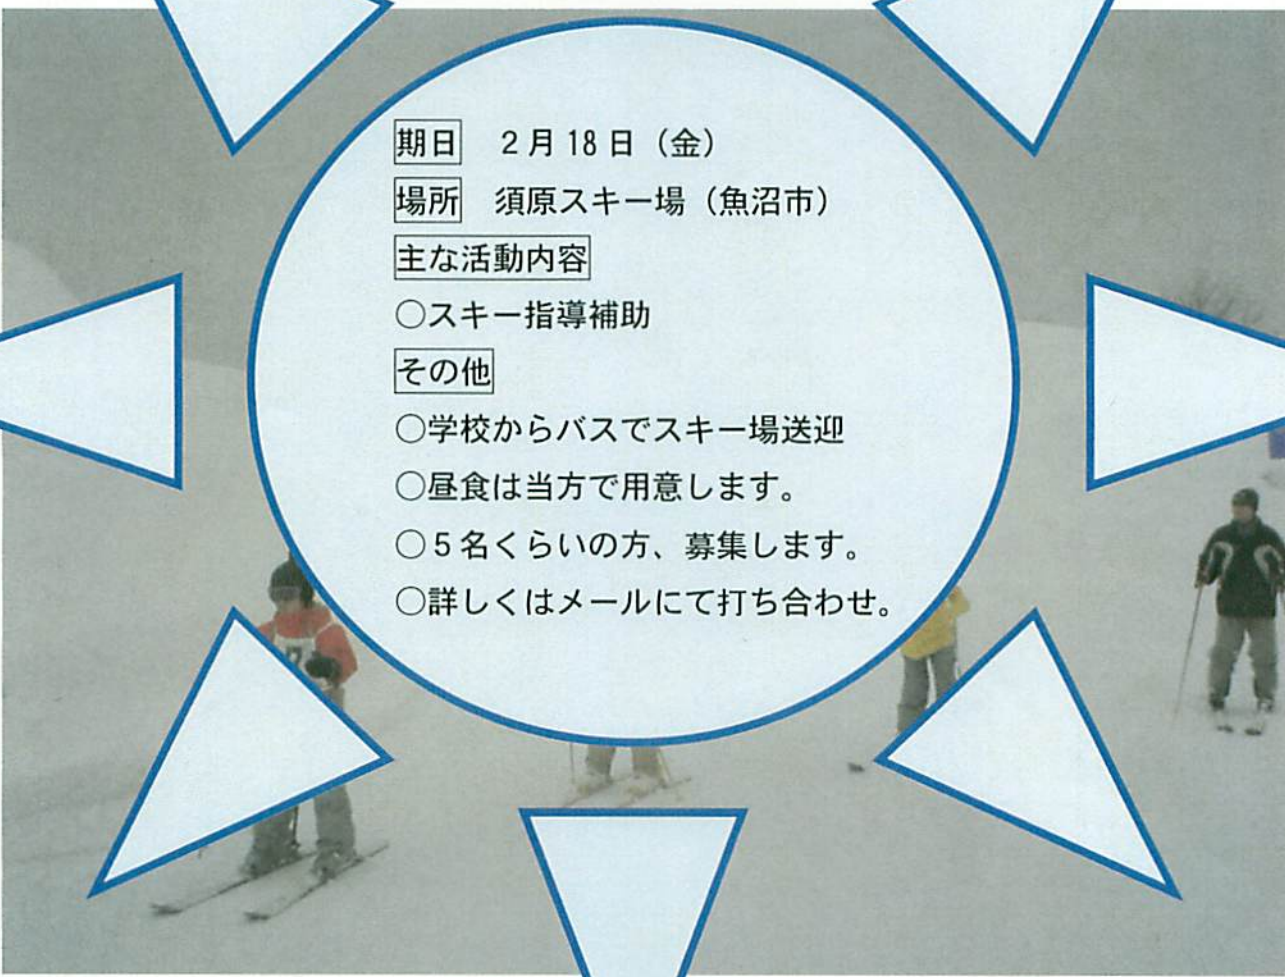 期日　２月18日（金）
場所　須原スキー場（魚沼市）
主な活動内容
○スキー指導補助
その他
○学校からバスでスキー場送迎
○昼食は当方で用意します。
○５名くらいの方、募集します。
○詳しくはメールにて打ち合わせ。